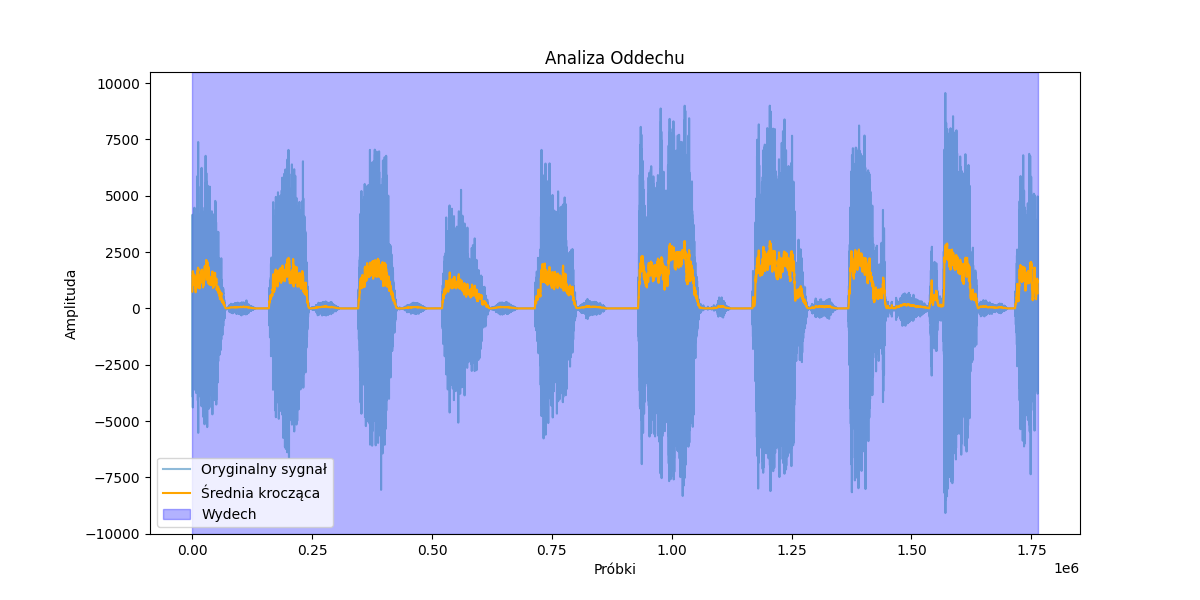 Analiza Oddechu
Amplituda
10000
7500
5000
2500
0
−2500
−5000
−7500
−10000
Oryginalny sygnał
Średnia krocząca
Wydech
0.00 0.25 0.50 0.75 1.00 1.25 1.50 1.75
1e6
Próbki